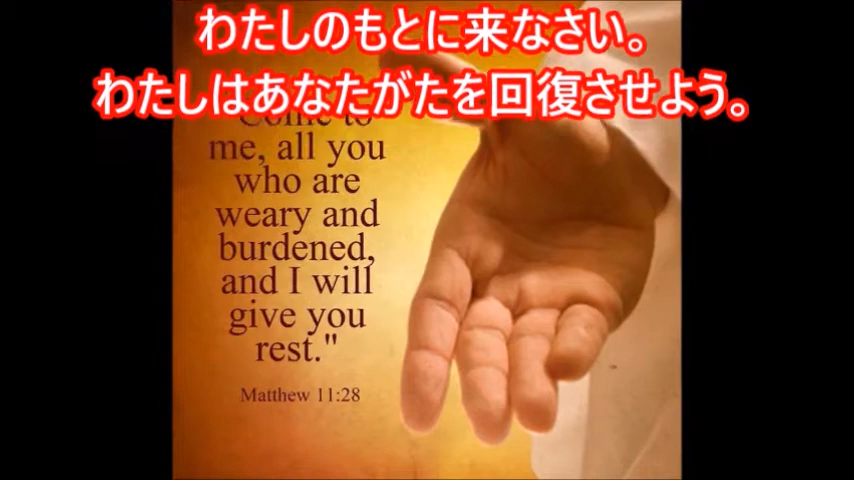 わたしのもとに来なさい。
わたしはあなたがたを回復させよう。
"Come to
me, all you
who are
weary and
burdened,
and I will
give you
rest."
Matthew 11:28